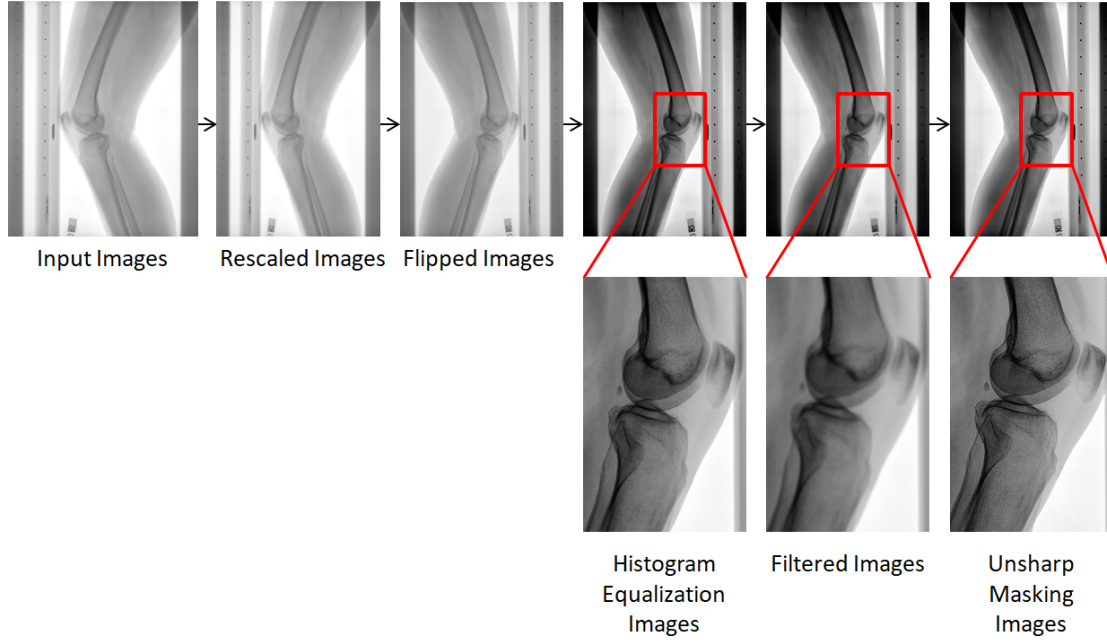 Input Images
Rescaled Images
Flipped Images
Histogram
Equalization
Images
Filtered Images
Unsharp
Masking
Images